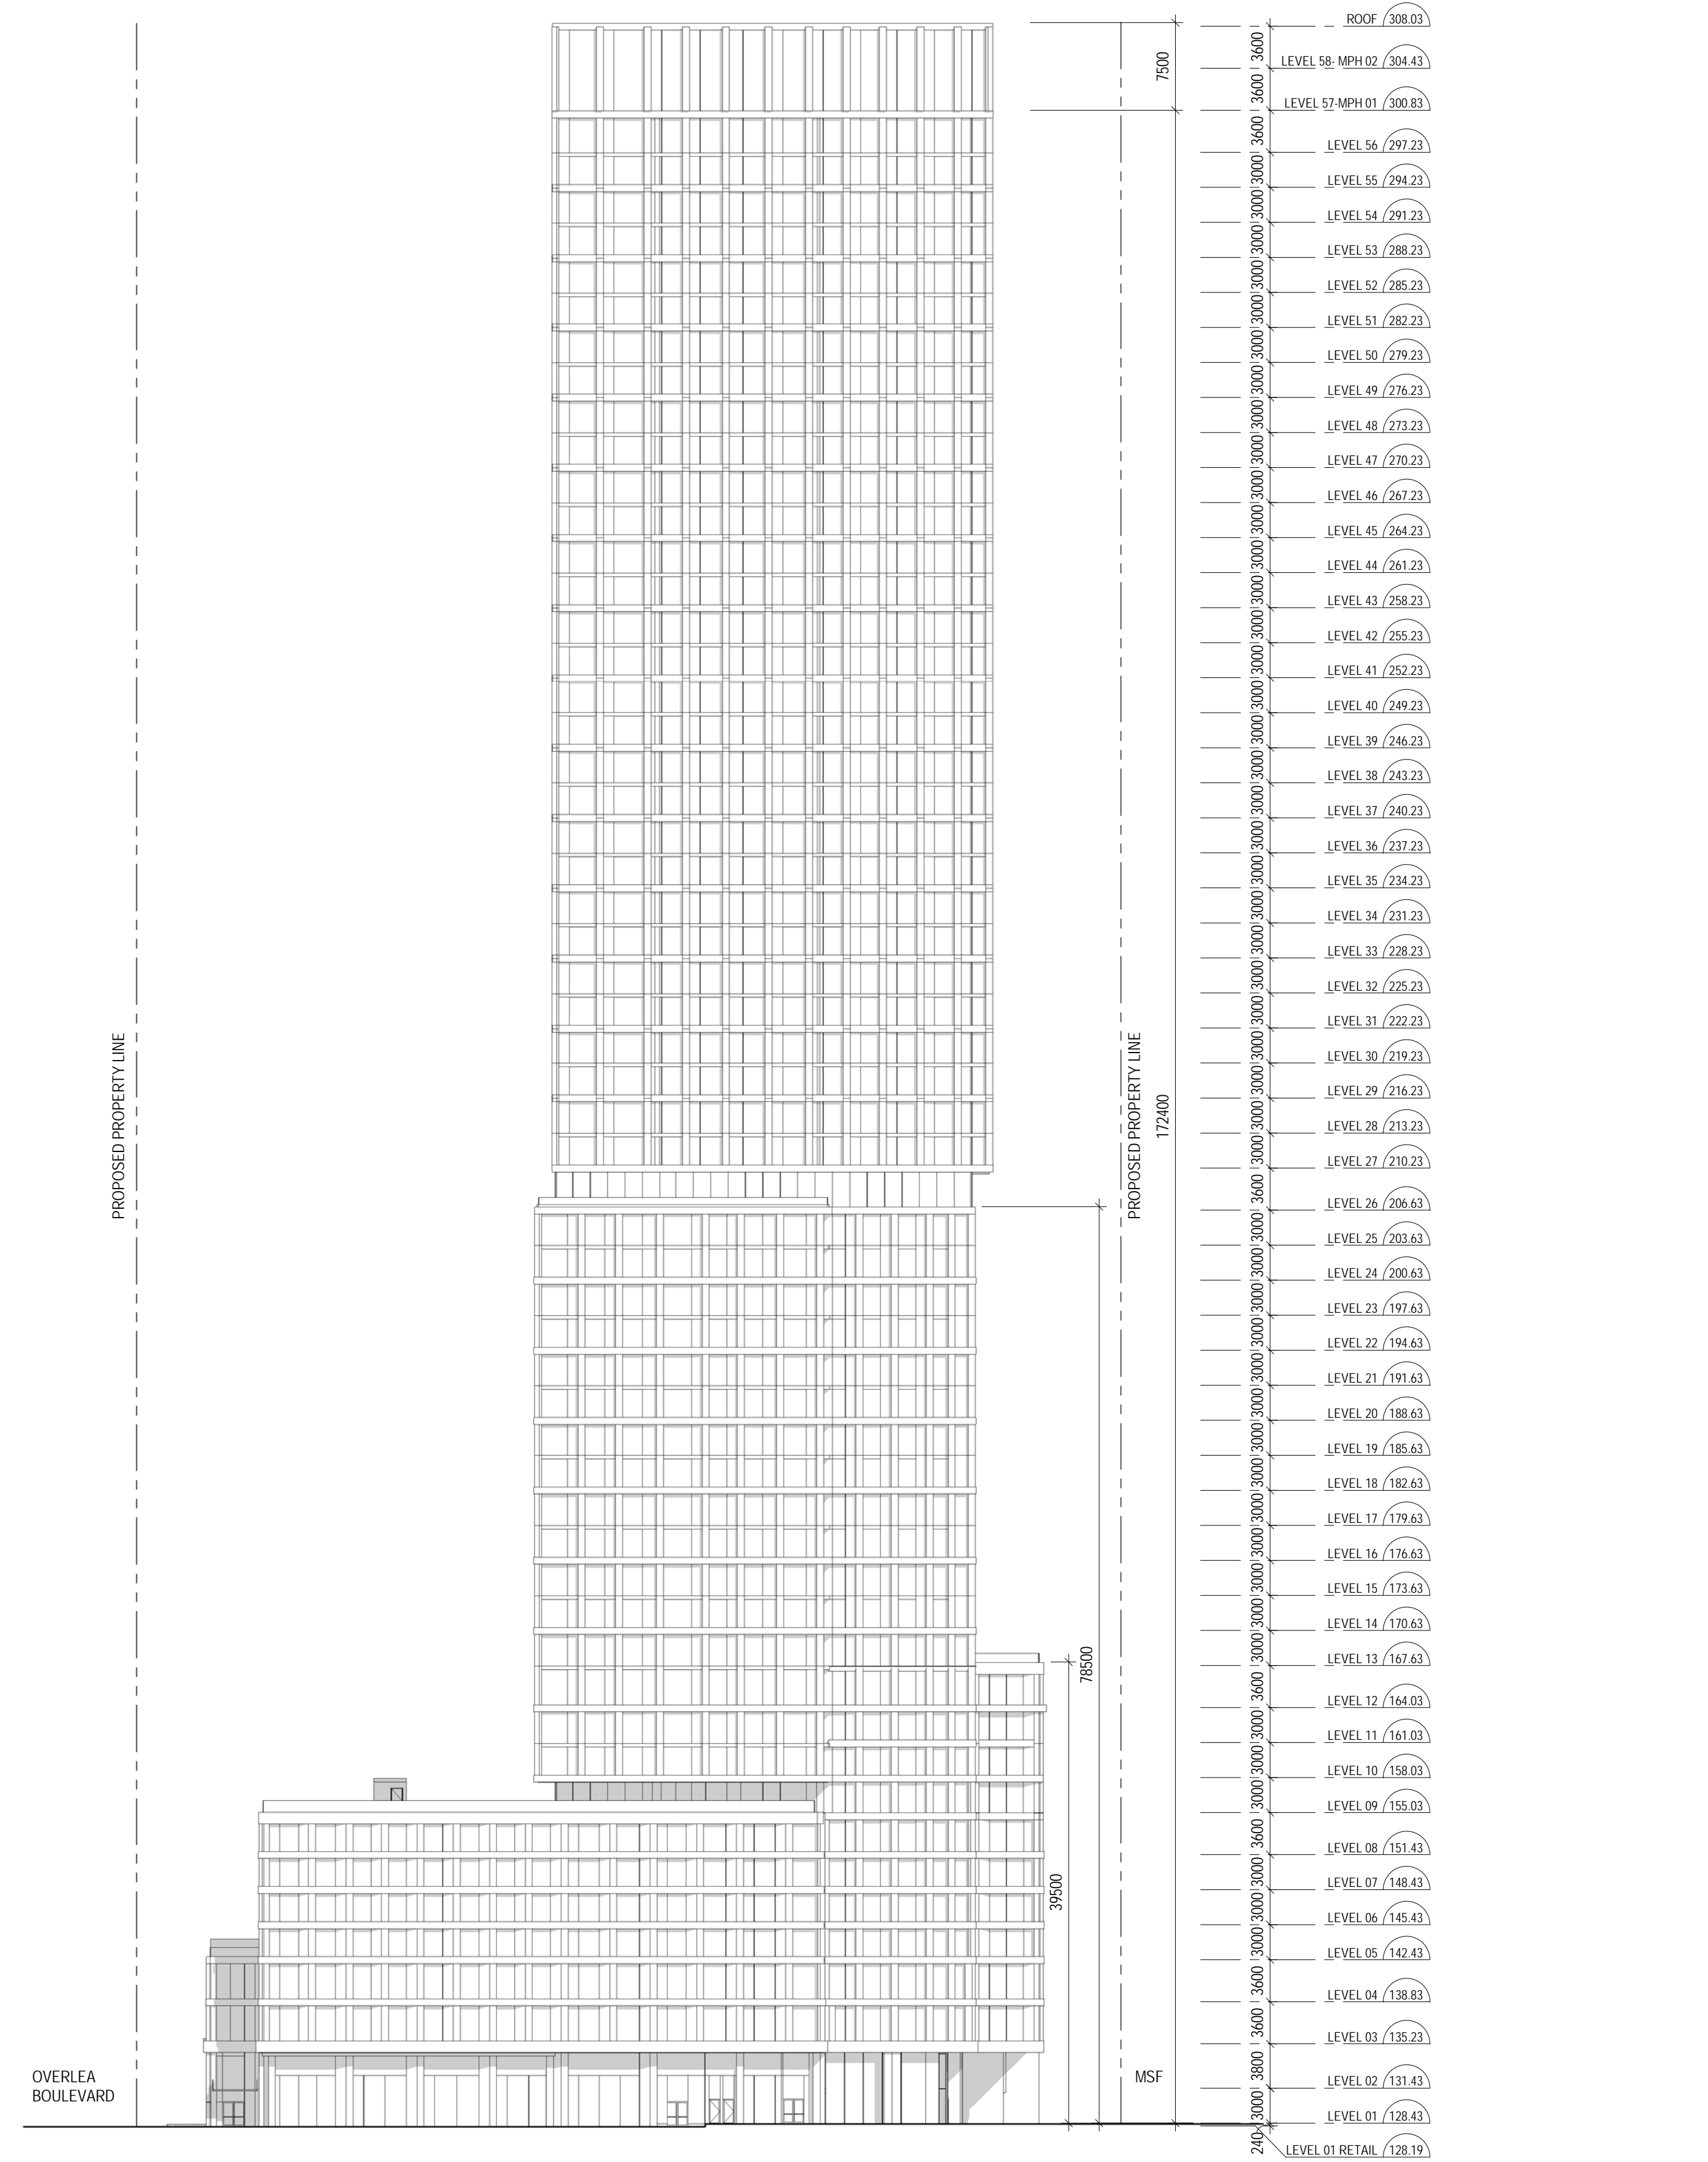 ROOF 308.03
3600
LEVEL 58- MPH 02 304.43
7500
3600
LEVEL 57-MPH 01 300.83
3600
LEVEL 56 297.23
3000
LEVEL 55 294.23
3000
LEVEL 54 291.23
3000
LEVEL 53 288.23
3000
LEVEL 52 285.23
3000
LEVEL 51 282.23
3000
LEVEL 50 279.23
3000
LEVEL 49 276.23
3000
LEVEL 48 273.23
3000
LEVEL 47 270.23
3000
LEVEL 46 267.23
3000
LEVEL 45 264.23
3000
LEVEL 44 261.23
3000
LEVEL 43 258.23
3000
LEVEL 42 255.23
3000
LEVEL 41 252.23
3000
LEVEL 40 249.23
3000
LEVEL 39 246.23
3000
LEVEL 38 243.23
3000
LEVEL 37 240.23
3000
LEVEL 36 237.23
3000
LEVEL 35 234.23
3000
LEVEL 34 231.23
3000
LEVEL 33 228.23
3000
LEVEL 32 225.23
3000
LEVEL 31 222.23
3000
LEVEL 30 219.23
3000
LEVEL 29 216.23
PROPOSED PROPERTY LINE
PROPOSED PROPERTY LINE
172400
3000
LEVEL 28 213.23
3000
LEVEL 27 210.23
3600
LEVEL 26 206.63
3000
LEVEL 25 203.63
3000
LEVEL 24 200.63
3000
LEVEL 23 197.63
3000
LEVEL 22 194.63
3000
LEVEL 21 191.63
3000
LEVEL 20 188.63
3000
LEVEL 19 185.63
3000
LEVEL 18 182.63
3000
LEVEL 17 179.63
3000
LEVEL 16 176.63
3000
LEVEL 15 173.63
3000
LEVEL 14 170.63
3000
LEVEL 13 167.63
78500
3600
LEVEL 12 164.03
3000
LEVEL 11 161.03
3000
LEVEL 10 158.03
3000
LEVEL 09 155.03
3600
LEVEL 08 151.43
3000
LEVEL 07 148.43
39500
3000
LEVEL 06 145.43
3000
LEVEL 05 142.43
3600
LEVEL 04 138.83
3600
LEVEL 03 135.23
3800
OVERLEA
BOULEVARD
MSF
LEVEL 02 131.43
3000
LEVEL 01 128.43
240
LEVEL 01 RETAIL 128.19